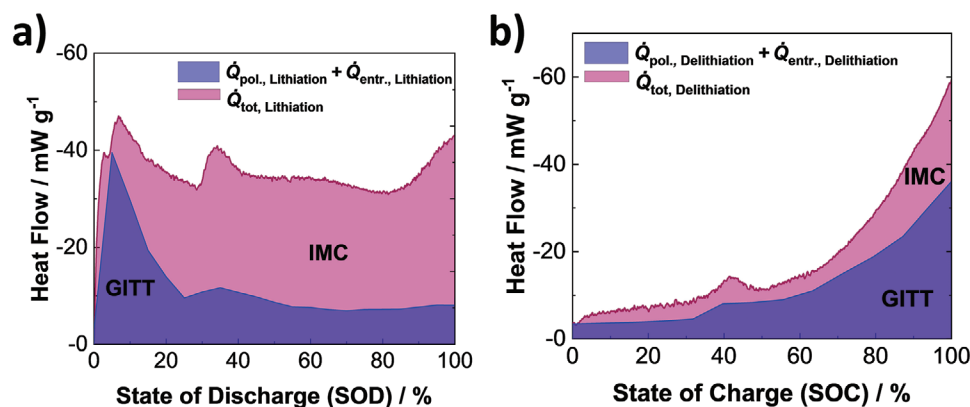 a)
-60
-40
-20
-0
Heat Flow / mW g⁻¹
Q̇pol., Lithiation + Q̇entr., Lithiation
Q̇tot, Lithiation
GITT
IMC
0 20 40 60 80 100
State of Discharge (SOD) / %
b)
-60
-40
-20
-0
Heat Flow / mW g⁻¹
Q̇pol., Delithiation + Q̇entr., Delithiation
Q̇tot, Delithiation
IMC
GITT
0 20 40 60 80 100
State of Charge (SOC) / %